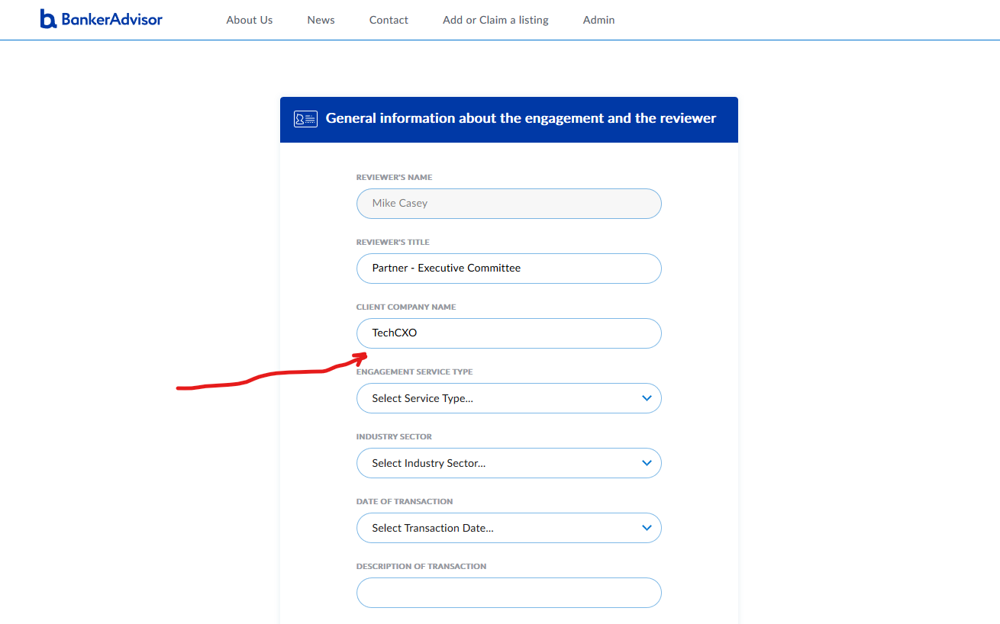 BankerAdvisor About Us News Contact Add or Claim a listing Admin
General information about the engagement and the reviewer
REVIEWER'S NAME
Mike Casey
REVIEWER'S TITLE
Partner - Executive Committee
CLIENT COMPANY NAME
TechCXO
ENGAGEMENT SERVICE TYPE
Select Service Type...
INDUSTRY SECTOR
Select Industry Sector...
DATE OF TRANSACTION
Select Transaction Date...
DESCRIPTION OF TRANSACTION